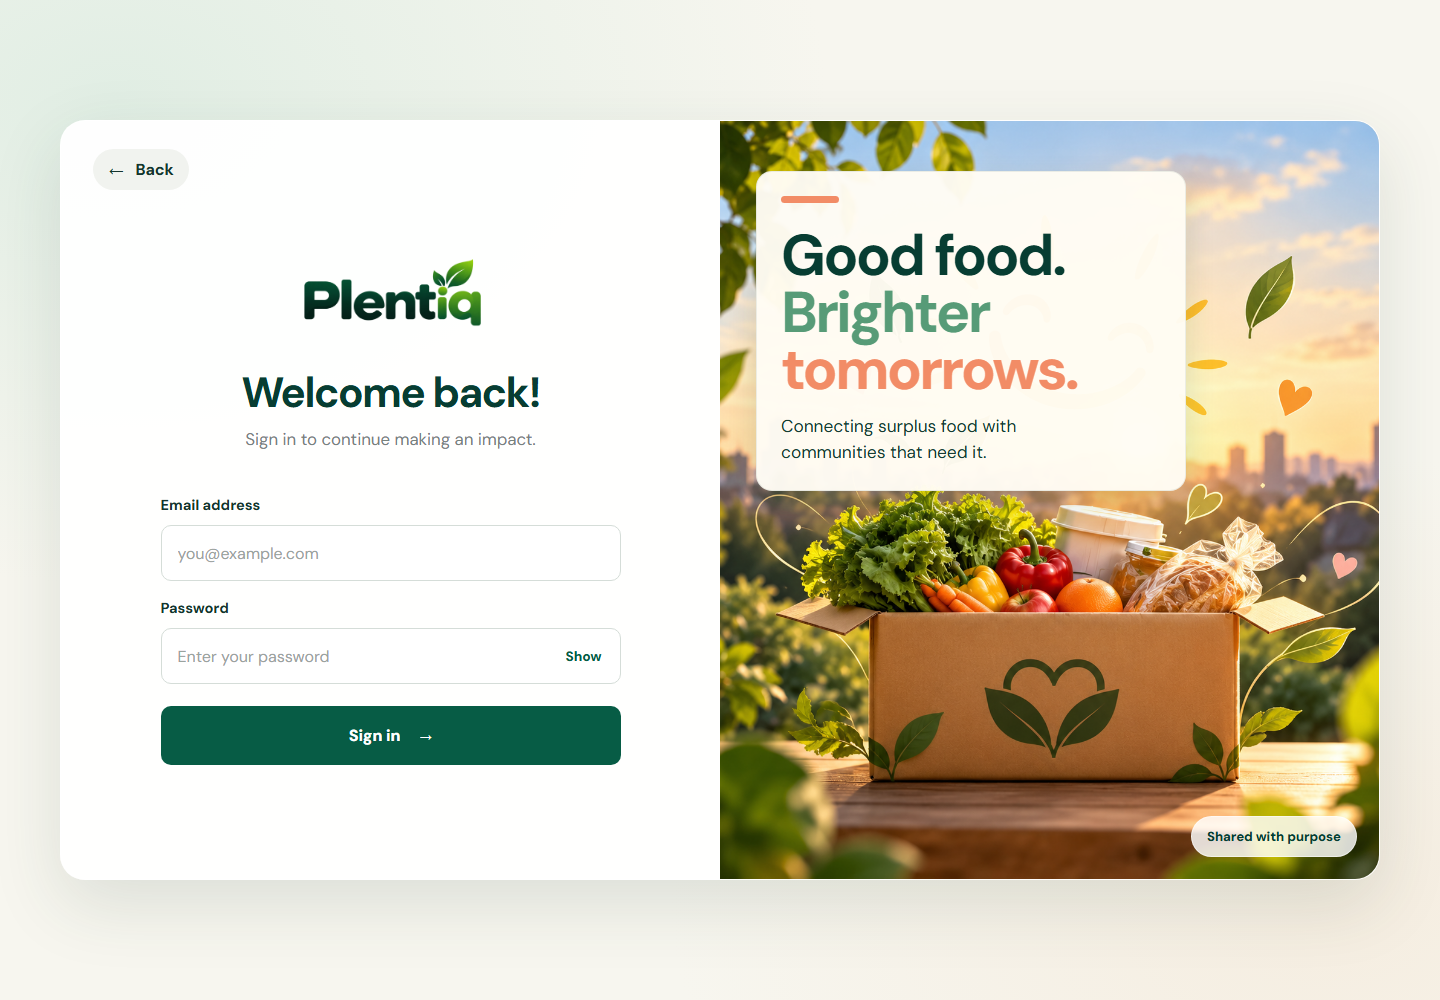 ← Back
Plentiq
Welcome back!
Sign in to continue making an impact.
Email address
you@example.com
Password
Enter your password
Show
Sign in →
Good food.
Brighter
tomorrows.
Connecting surplus food with
communities that need it.
Shared with purpose